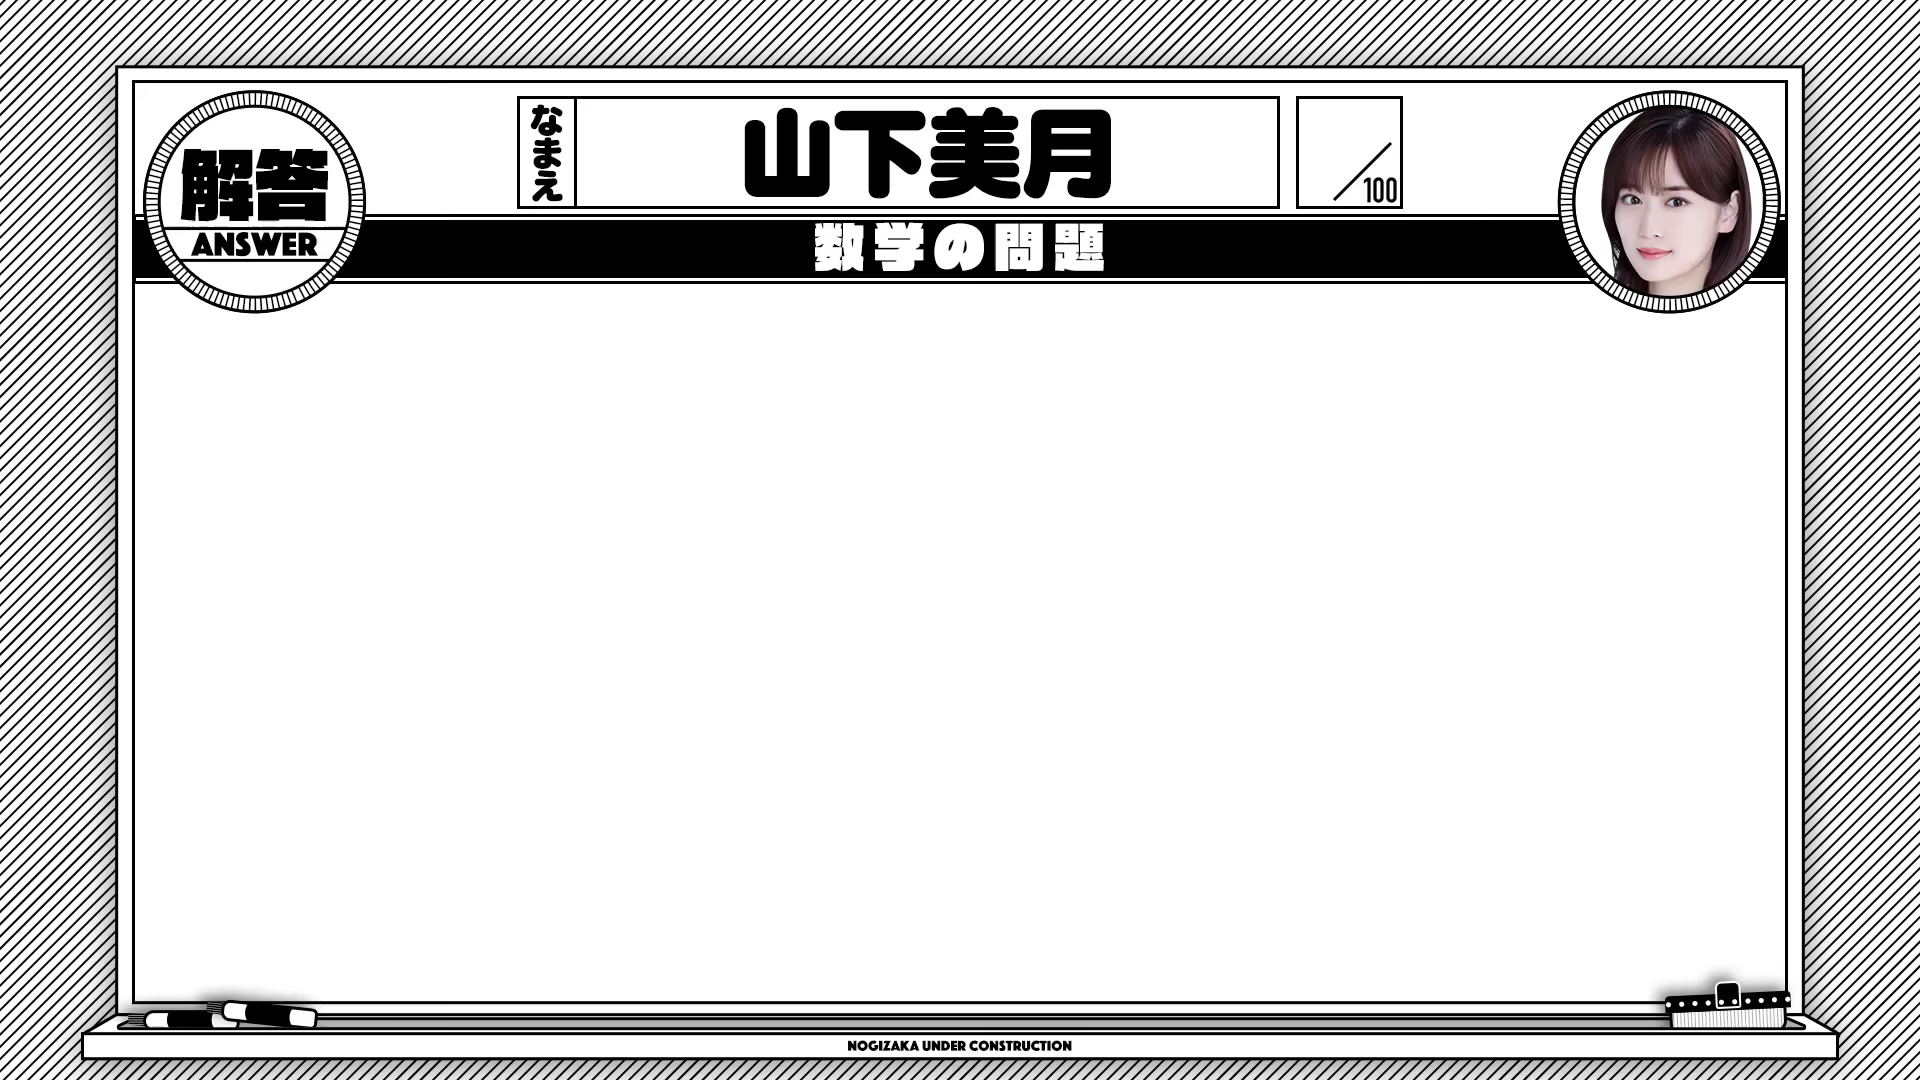 解答
ANSWER
なまえ
山下美月
/100
数学の問題
NOGIZAKA UNDER CONSTRUCTION